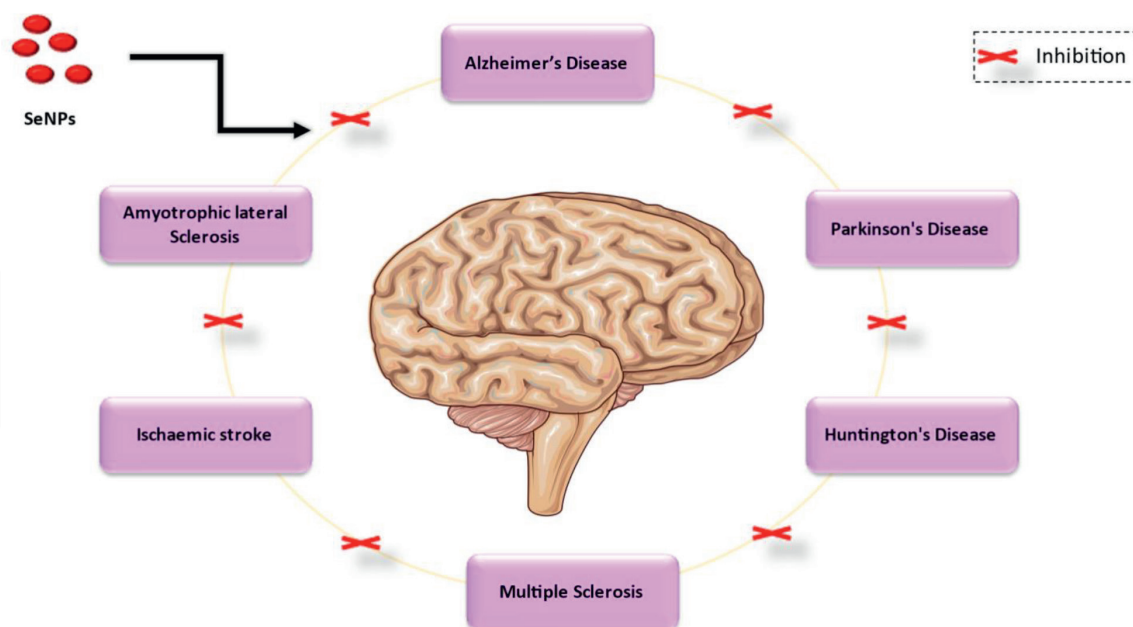 Alzheimer’s Disease
Inhibition
SeNPs
Amyotrophic lateral
Sclerosis
Parkinson's Disease
Ischaemic stroke
Huntington's Disease
Multiple Sclerosis